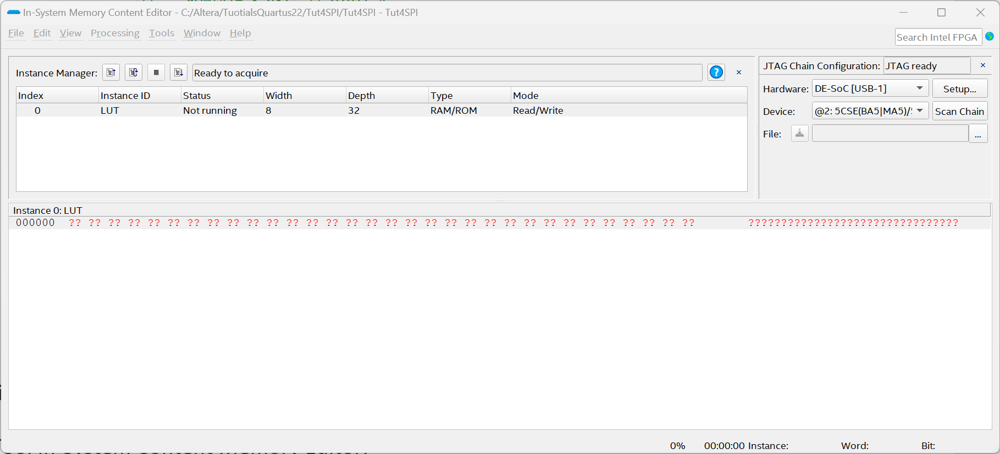 In-System Memory Content Editor - C:/Altera/TuotialsQuartus22/Tut4SPI/Tut4SPI - Tut4SPI
File Edit View Processing Tools Window Help
Search Intel FPGA
Instance Manager: Ready to acquire
Index Instance ID Status Width Depth Type Mode
0 LUT Not running 8 32 RAM/ROM Read/Write
JTAG Chain Configuration: JTAG ready
Hardware: DE-SoC [USB-1] Setup...
Device: @2: 5CSE(BA5|MA5)/ Scan Chain
File: ...
Instance 0: LUT
000000 ?? ?? ?? ?? ?? ?? ?? ?? ?? ?? ?? ?? ?? ?? ?? ?? ?? ?? ?? ?? ?? ?? ?? ?? ?? ?? ?? ?? ?? ?? ?? ?? ????????????????????????????????
0% 00:00:00 Instance: Word: Bit: